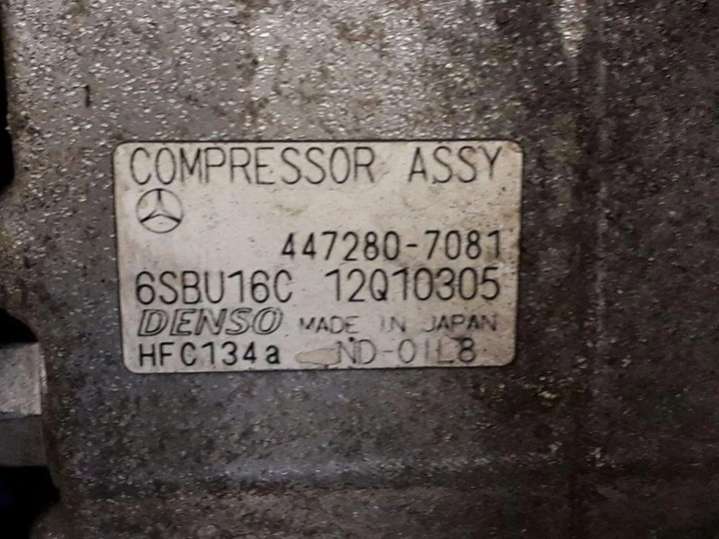 COMPRESSOR ASSY
447280-7081
6SBU16C 12Q10305
DENSO MADE IN JAPAN
HFC134a ND-OIL8